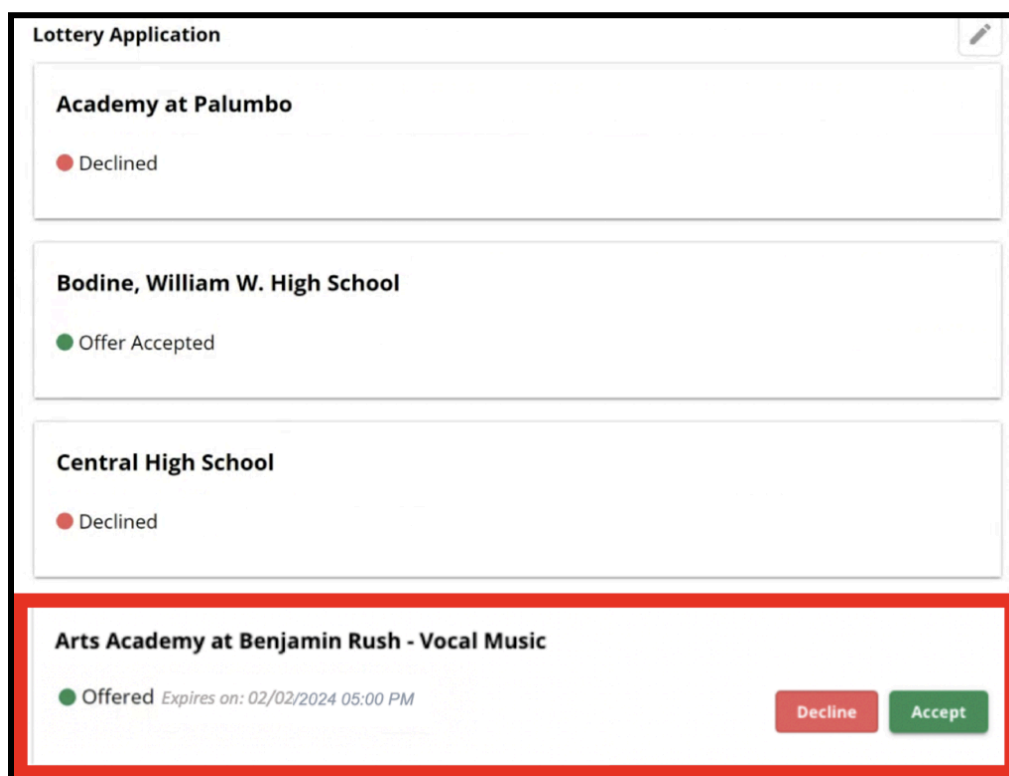 Lottery Application
Academy at Palumbo
Declined
Bodine, William W. High School
Offer Accepted
Central High School
Declined
Arts Academy at Benjamin Rush - Vocal Music
Offered Expires on: 02/02/2024 05:00 PM
Decline Accept